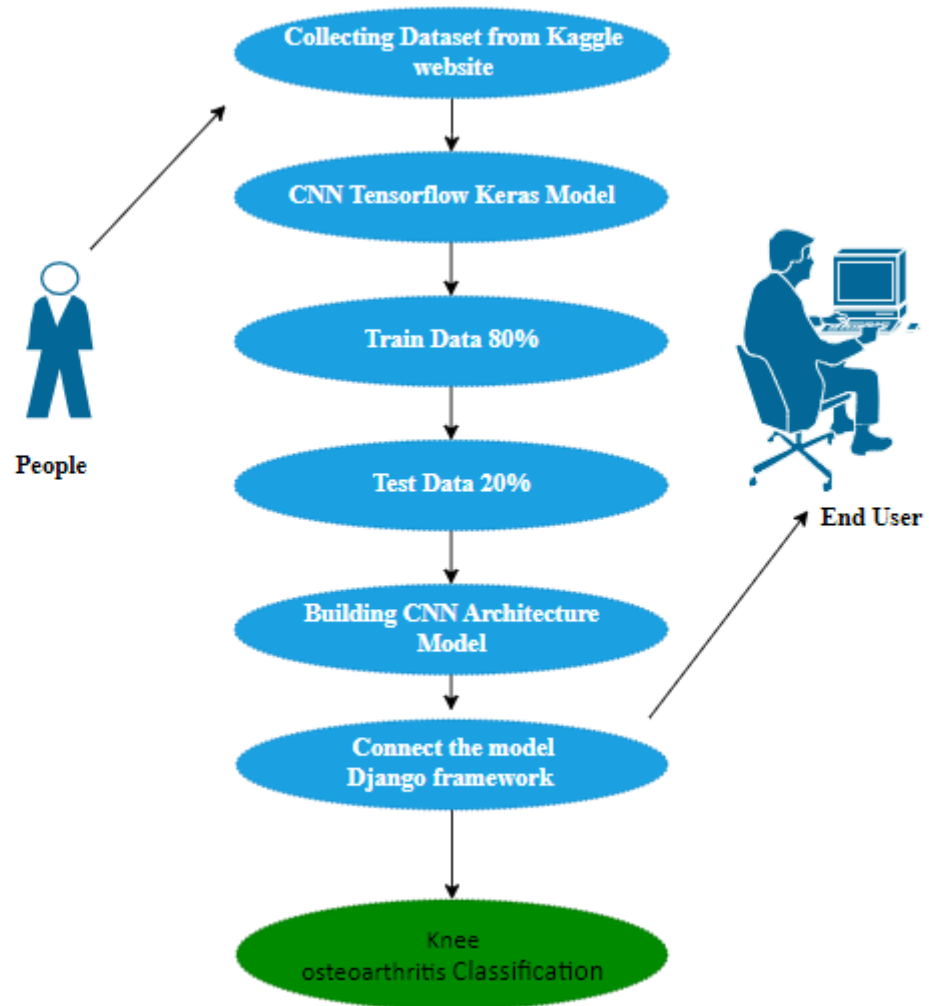 Collecting Dataset from Kaggle
website
CNN Tensorflow Keras Model
Train Data 80%
People
Test Data 20%
End User
Building CNN Architecture
Model
Connect the model
Django framework
Knee
osteoarthritis Classification